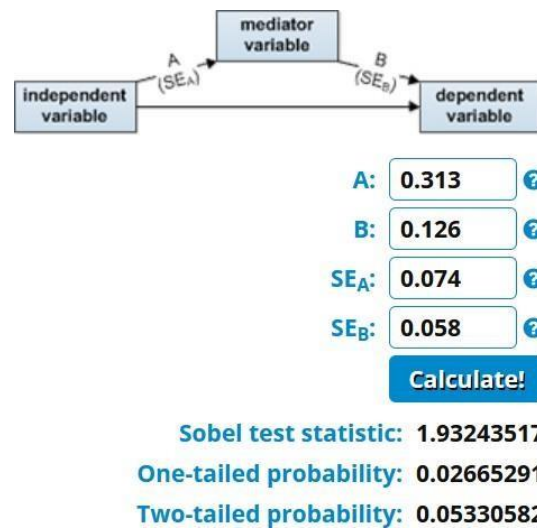 mediator
variable
A
(SEA)
B
(SEB)
independent
variable
dependent
variable
A: 0.313 ?
B: 0.126 ?
SEA: 0.074 ?
SEB: 0.058 ?
Calculate!
Sobel test statistic: 1.93243517
One-tailed probability: 0.02665291
Two-tailed probability: 0.05330582